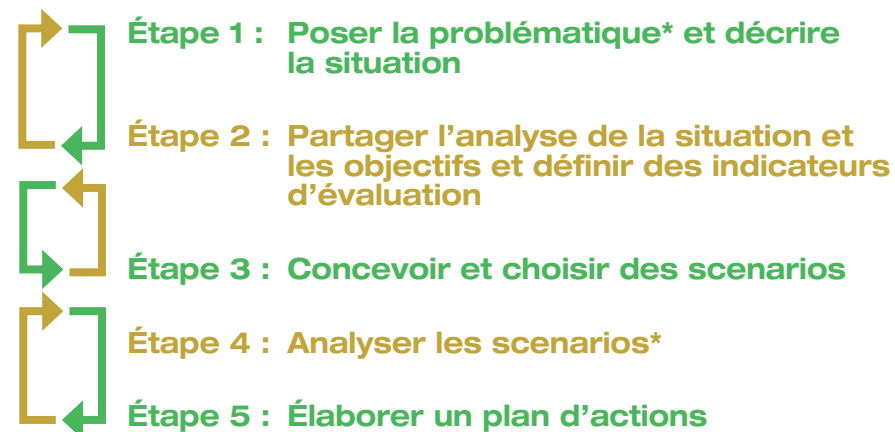 Étape 1 : Poser la problématique* et décrire
la situation
Étape 2 : Partager l’analyse de la situation et
les objectifs et définir des indicateurs
d’évaluation
Étape 3 : Concevoir et choisir des scenarios
Étape 4 : Analyser les scenarios*
Étape 5 : Élaborer un plan d’actions